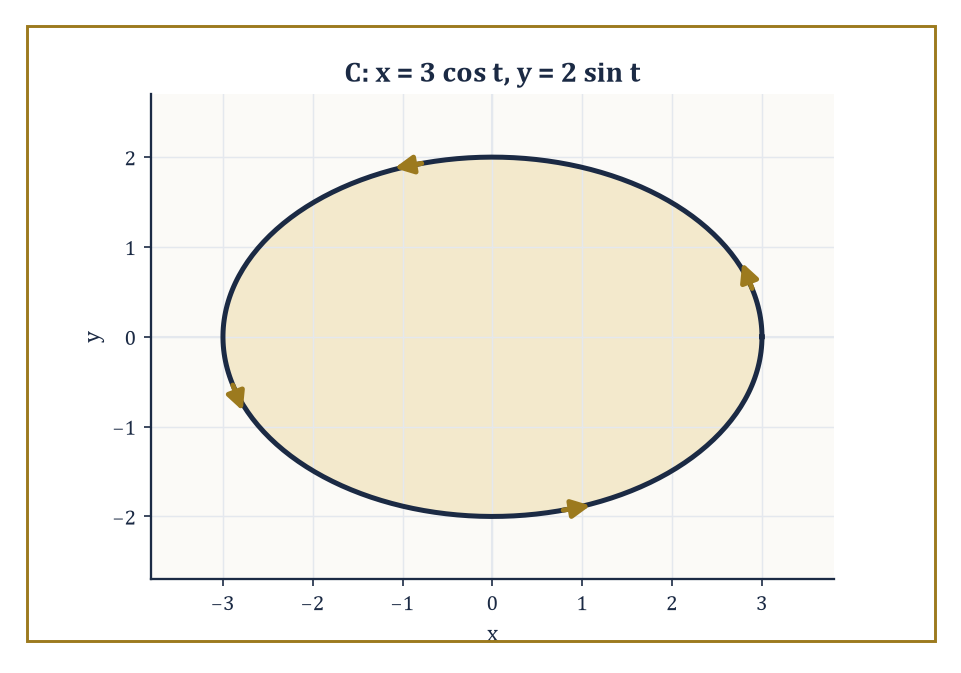 C: x = 3 cos t, y = 2 sin t
2
1
y
0
−1
−2
−3 −2 −1 0 1 2 3
x